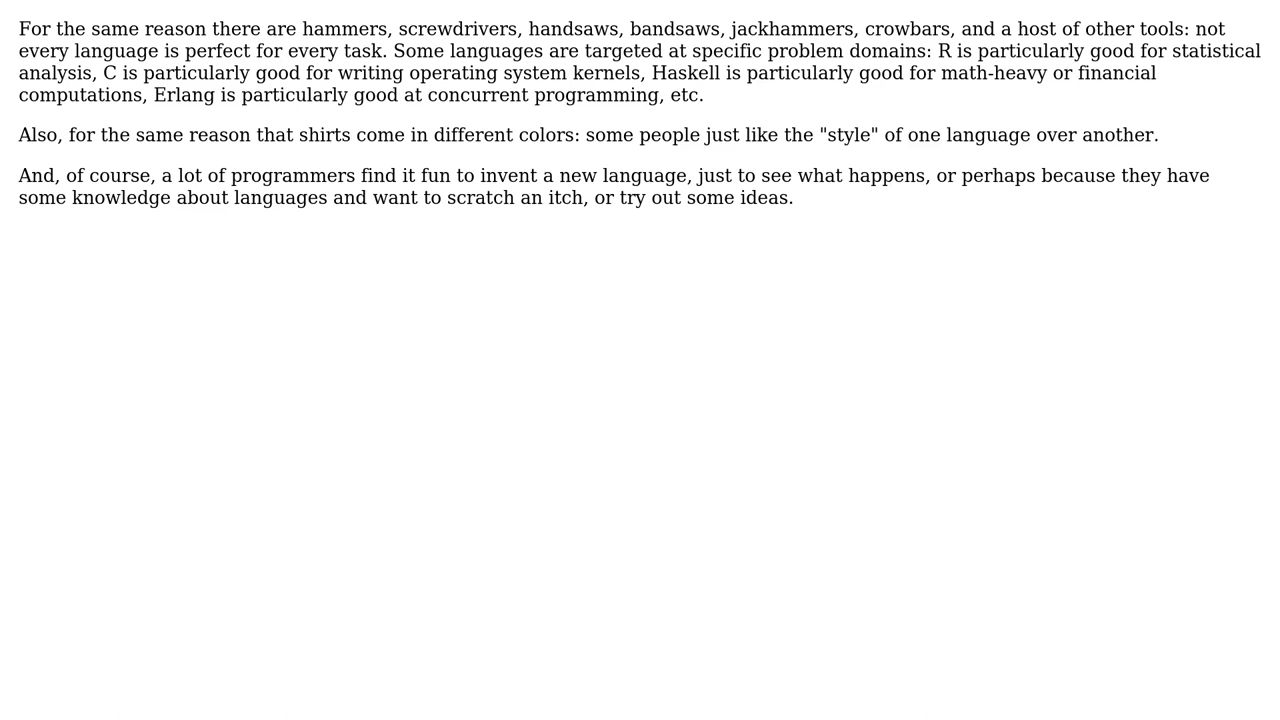 For the same reason there are hammers, screwdrivers, handsaws, bandsaws, jackhammers, crowbars, and a host of other tools: not
every language is perfect for every task. Some languages are targeted at specific problem domains: R is particularly good for statistical
analysis, C is particularly good for writing operating system kernels, Haskell is particularly good for math-heavy or financial
computations, Erlang is particularly good at concurrent programming, etc.
Also, for the same reason that shirts come in different colors: some people just like the "style" of one language over another.
And, of course, a lot of programmers find it fun to invent a new language, just to see what happens, or perhaps because they have
some knowledge about languages and want to scratch an itch, or try out some ideas.